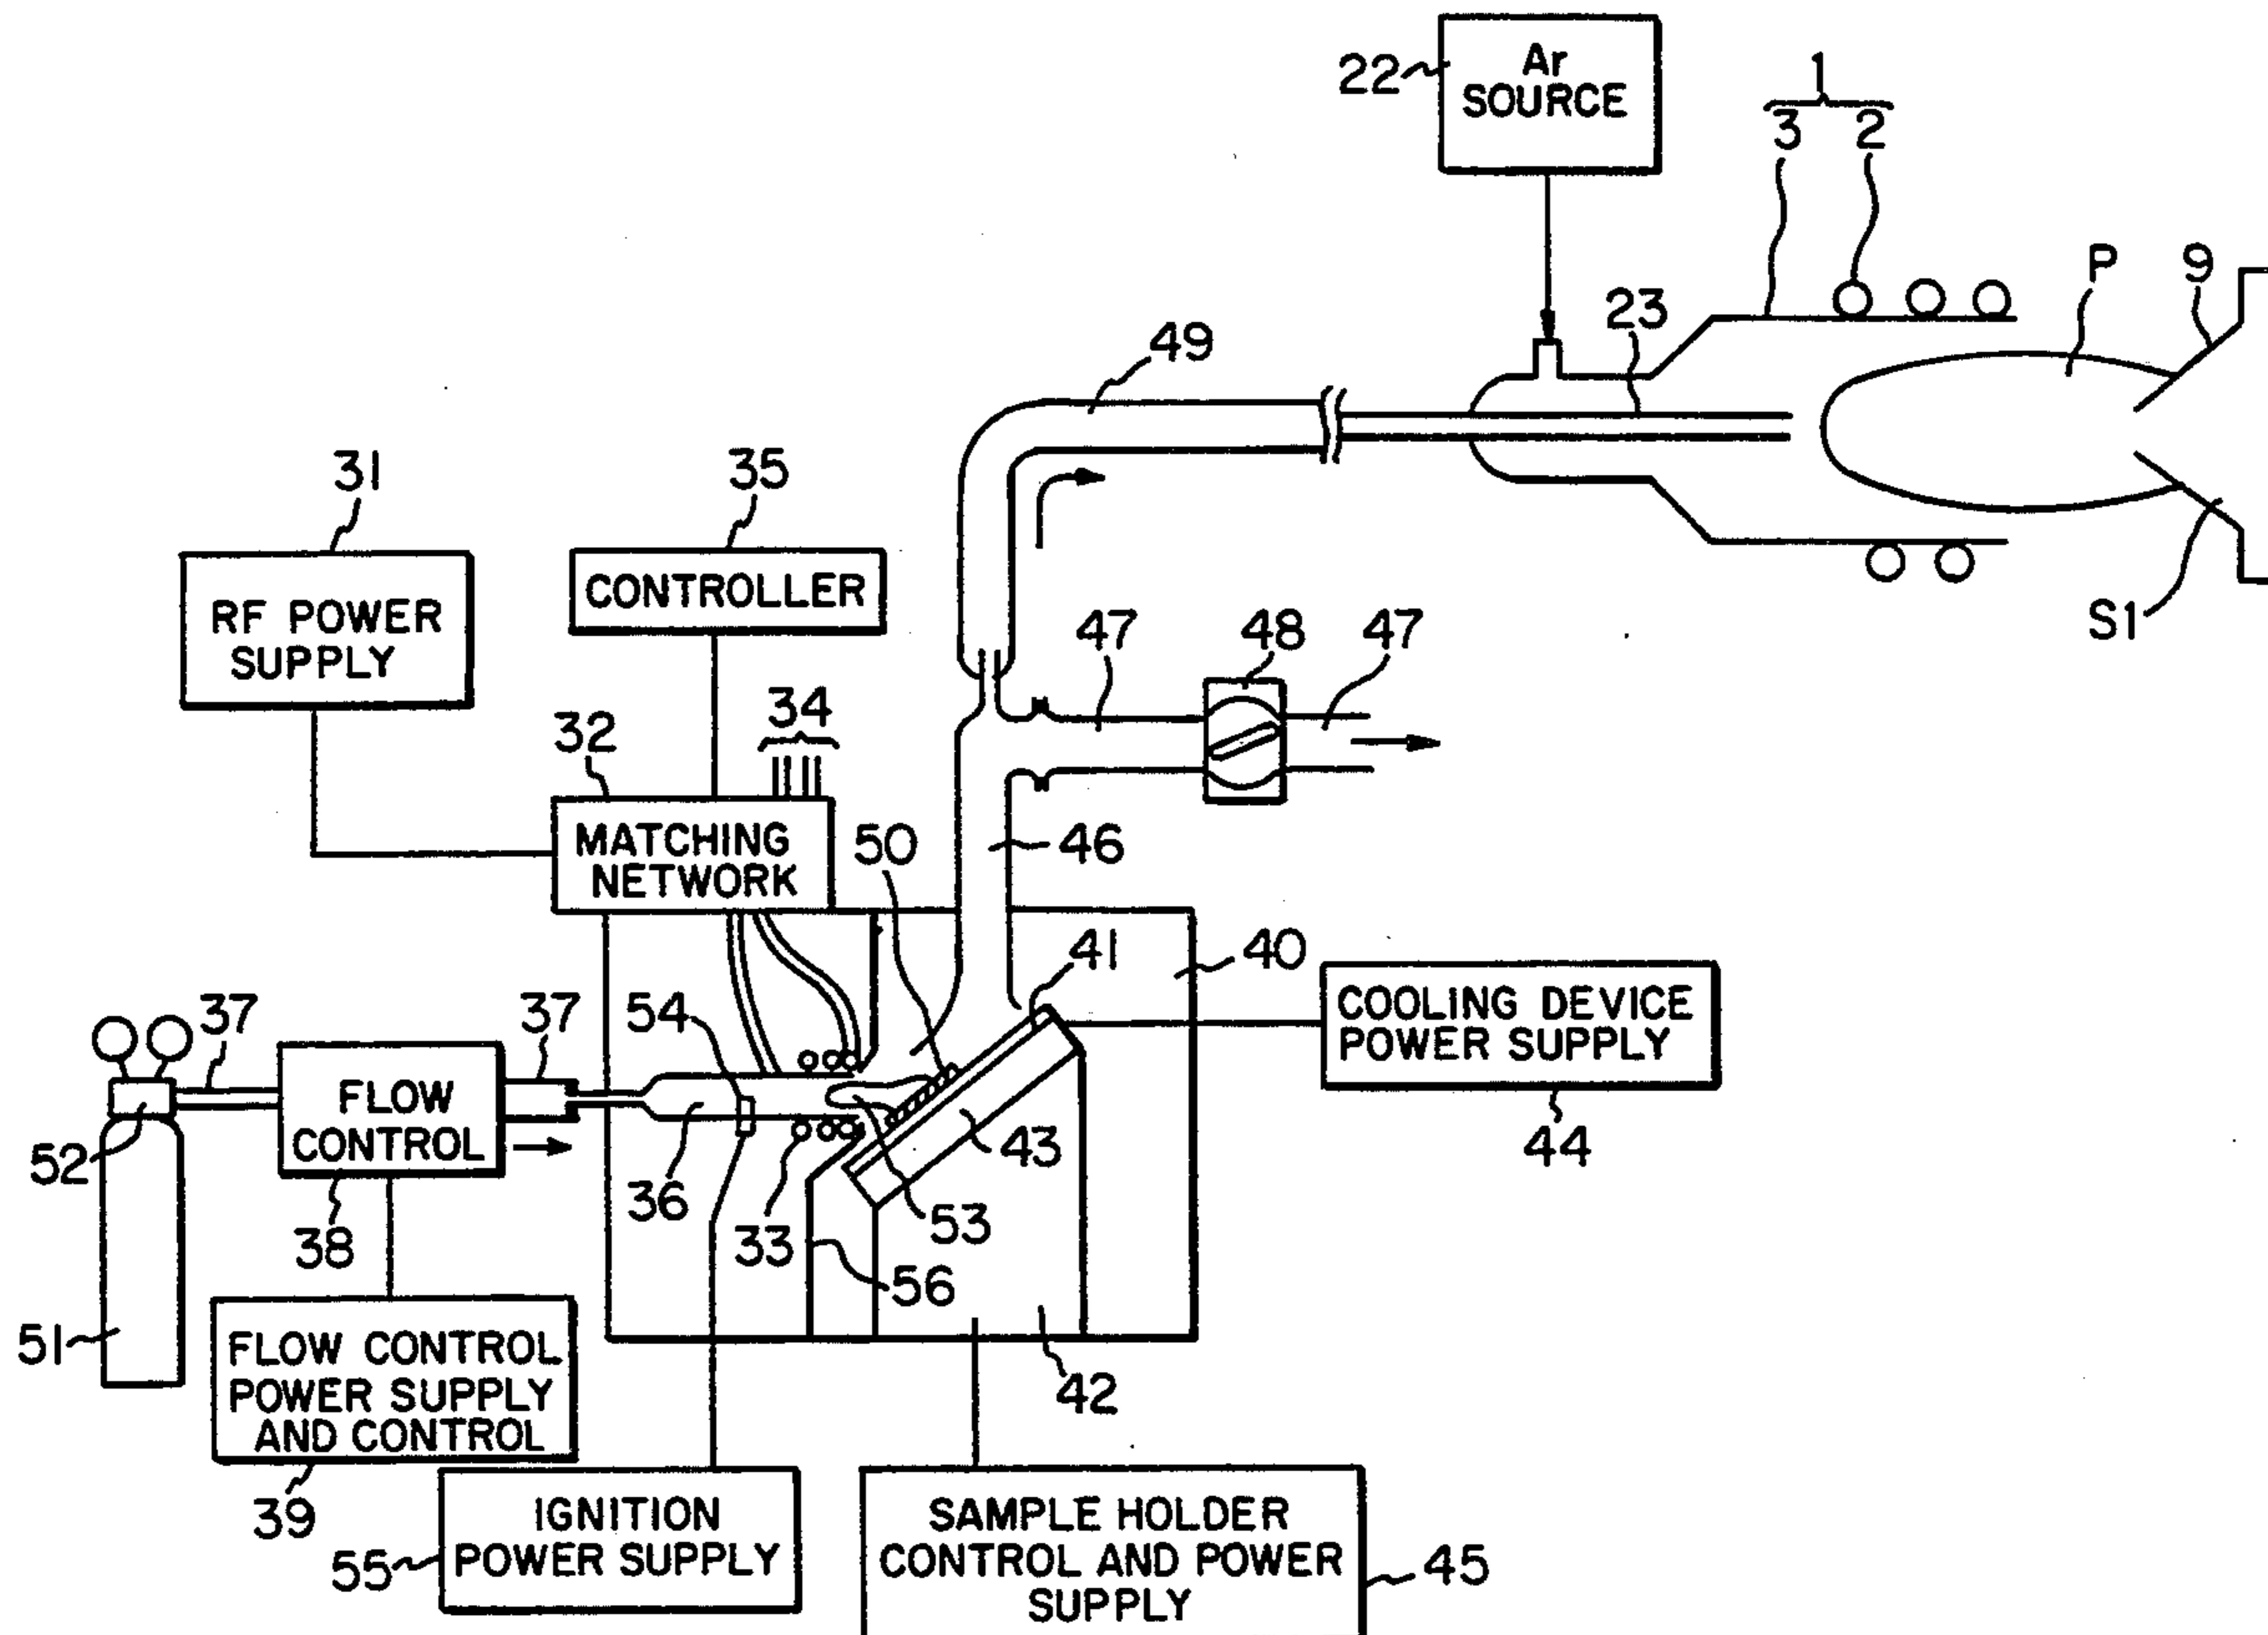 Ar
SOURCE
22
1
3 2
P
9
23
S1
49
31
35
RF POWER
SUPPLY
CONTROLLER
47
48
47
34
32
MATCHING
NETWORK
50
46
41
40
COOLING DEVICE
POWER SUPPLY
44
37
37
54
FLOW
CONTROL
52
36
38
33
53
43
56
51
FLOW CONTROL
POWER SUPPLY
AND CONTROL
39
42
IGNITION
POWER SUPPLY
55
SAMPLE HOLDER
CONTROL AND POWER
SUPPLY
45